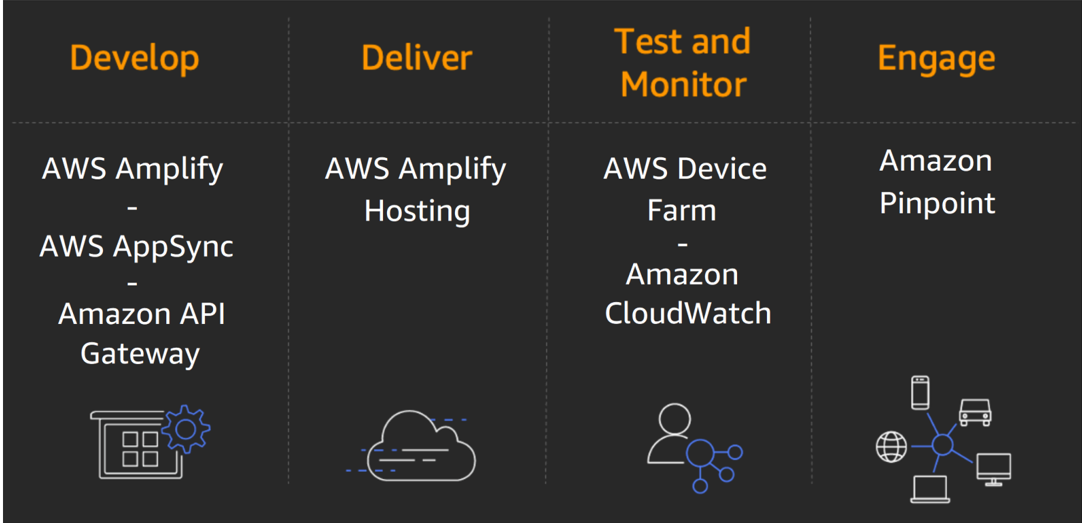 Develop
AWS Amplify
-
AWS AppSync
-
Amazon API
Gateway
Deliver
AWS Amplify
Hosting
Test and
Monitor
AWS Device
Farm
-
Amazon
CloudWatch
Engage
Amazon
Pinpoint